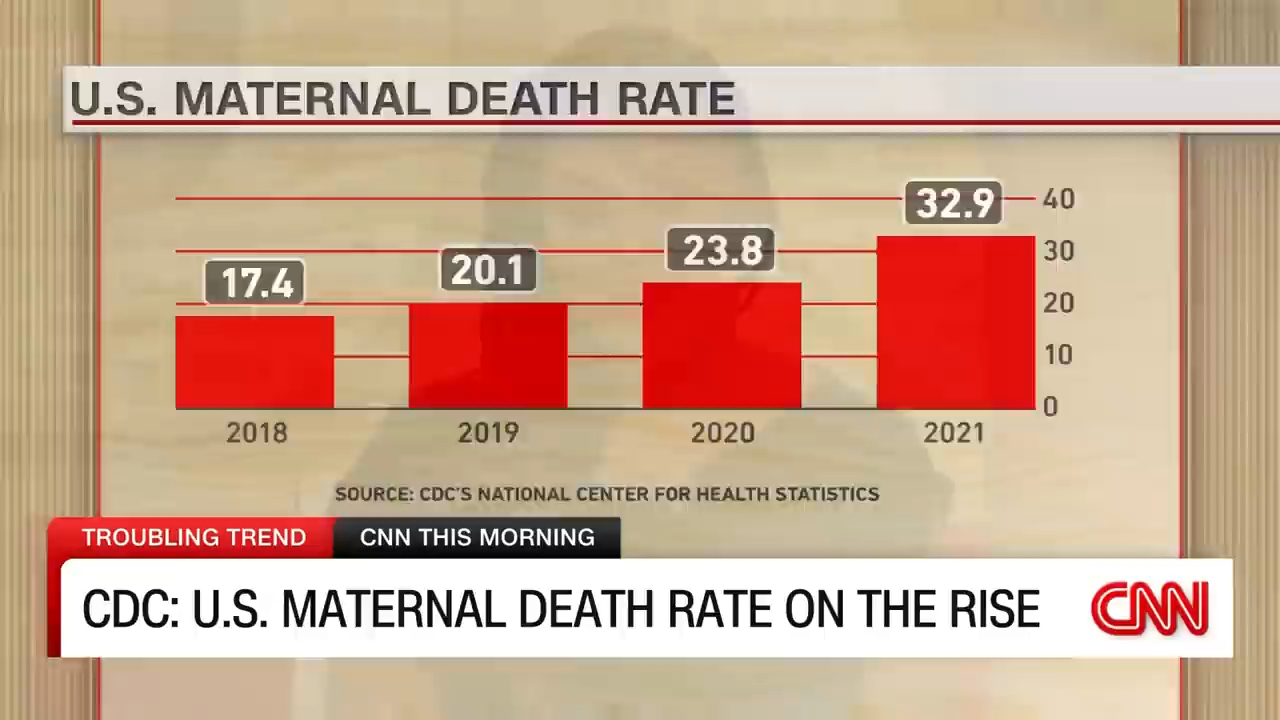 U.S. MATERNAL DEATH RATE
40
30
20
10
0
17.4
20.1
23.8
32.9
2018
2019
2020
2021
SOURCE: CDC'S NATIONAL CENTER FOR HEALTH STATISTICS
TROUBLING TREND
CNN THIS MORNING
CDC: U.S. MATERNAL DEATH RATE ON THE RISE
CNN